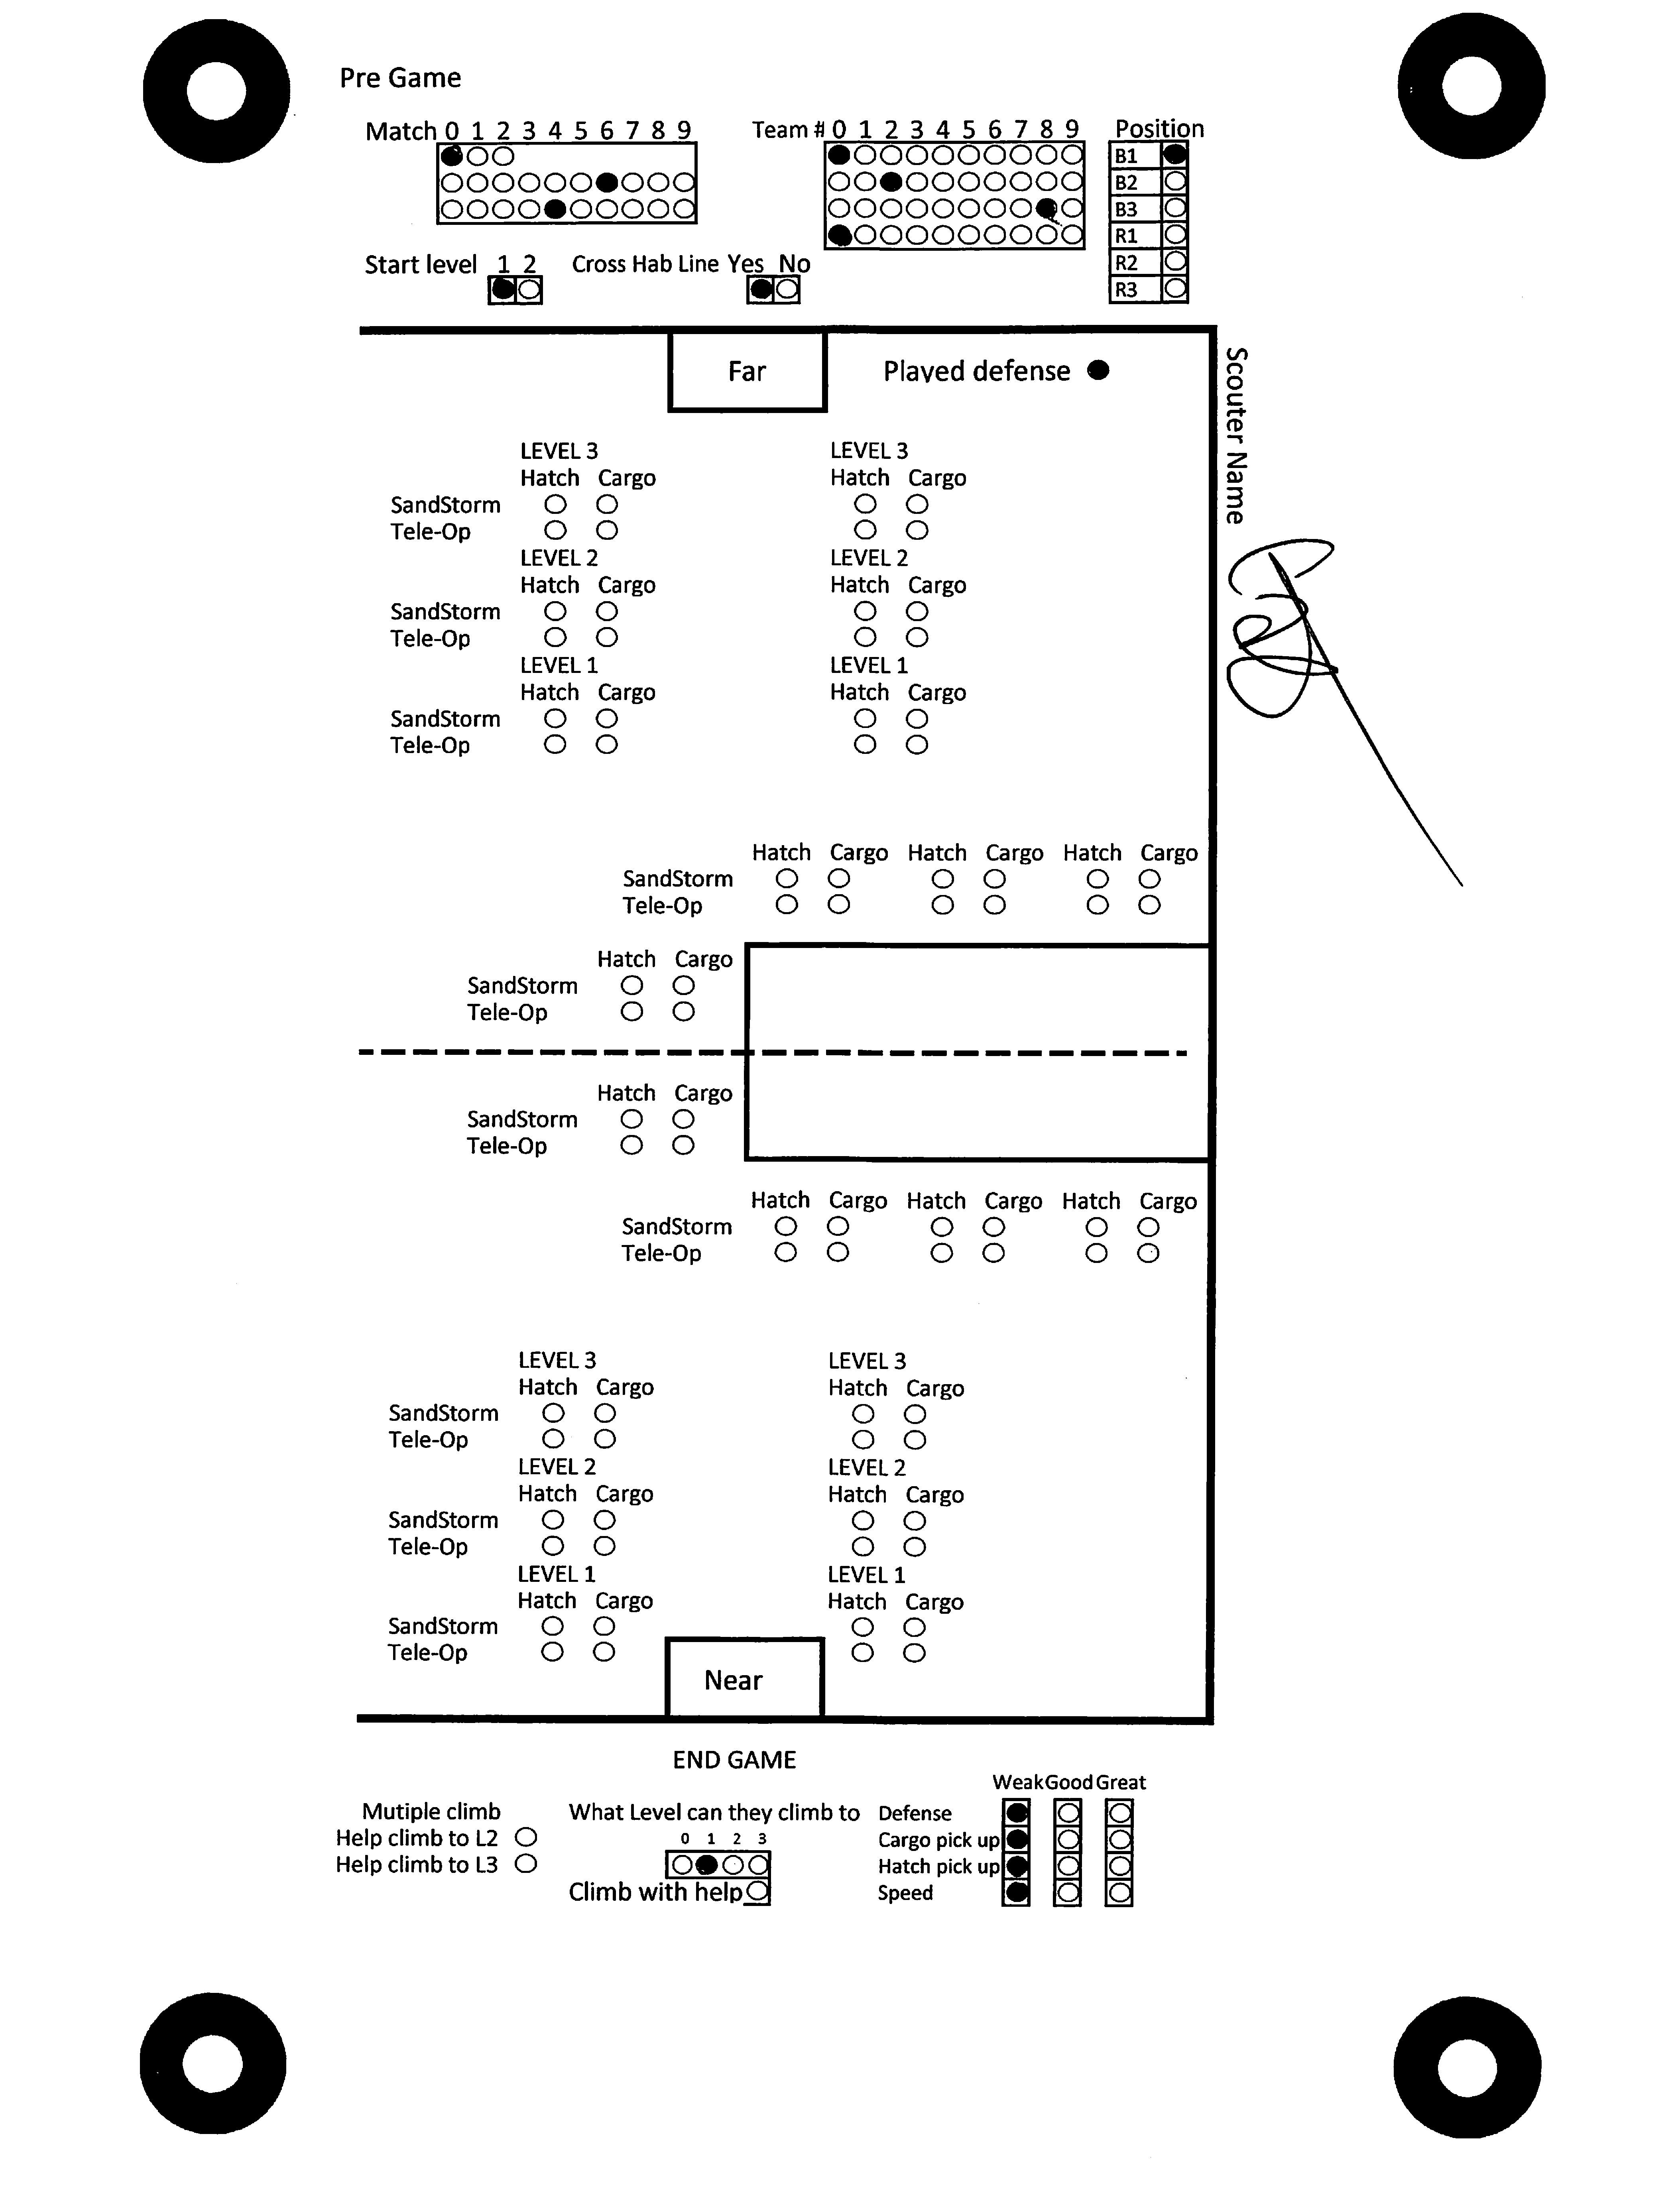 Pre Game
Match 0 1 2 3 4 5 6 7 8 9
Team # 0 1 2 3 4 5 6 7 8 9
Position
B1
B2
B3
R1
R2
R3
Start level 1 2
Cross Hab Line Yes No
Far
Played defense
Scouter Name
LEVEL 3 LEVEL 3
Hatch Cargo Hatch Cargo
SandStorm
Tele-Op
LEVEL 2 LEVEL 2
Hatch Cargo Hatch Cargo
SandStorm
Tele-Op
LEVEL 1 LEVEL 1
Hatch Cargo Hatch Cargo
SandStorm
Tele-Op
Hatch Cargo Hatch Cargo Hatch Cargo
SandStorm
Tele-Op
Hatch Cargo
SandStorm
Tele-Op
Hatch Cargo
SandStorm
Tele-Op
Hatch Cargo Hatch Cargo Hatch Cargo
SandStorm
Tele-Op
LEVEL 3 LEVEL 3
Hatch Cargo Hatch Cargo
SandStorm
Tele-Op
LEVEL 2 LEVEL 2
Hatch Cargo Hatch Cargo
SandStorm
Tele-Op
LEVEL 1 LEVEL 1
Hatch Cargo Hatch Cargo
SandStorm
Tele-Op
Near
END GAME
Mutiple climb
Help climb to L2
Help climb to L3
What Level can they climb to
0 1 2 3
Climb with help
Weak Good Great
Defense
Cargo pick up
Hatch pick up
Speed